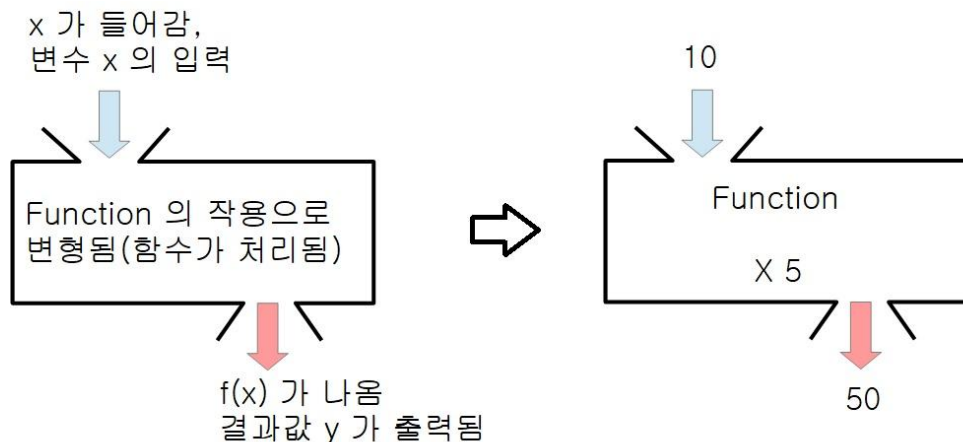 x 가 들어감,
변수 x 의 입력
Function 의 작용으로
변형됨(함수가 처리됨)
f(x) 가 나옴
결과값 y 가 출력됨
10
Function
X 5
50